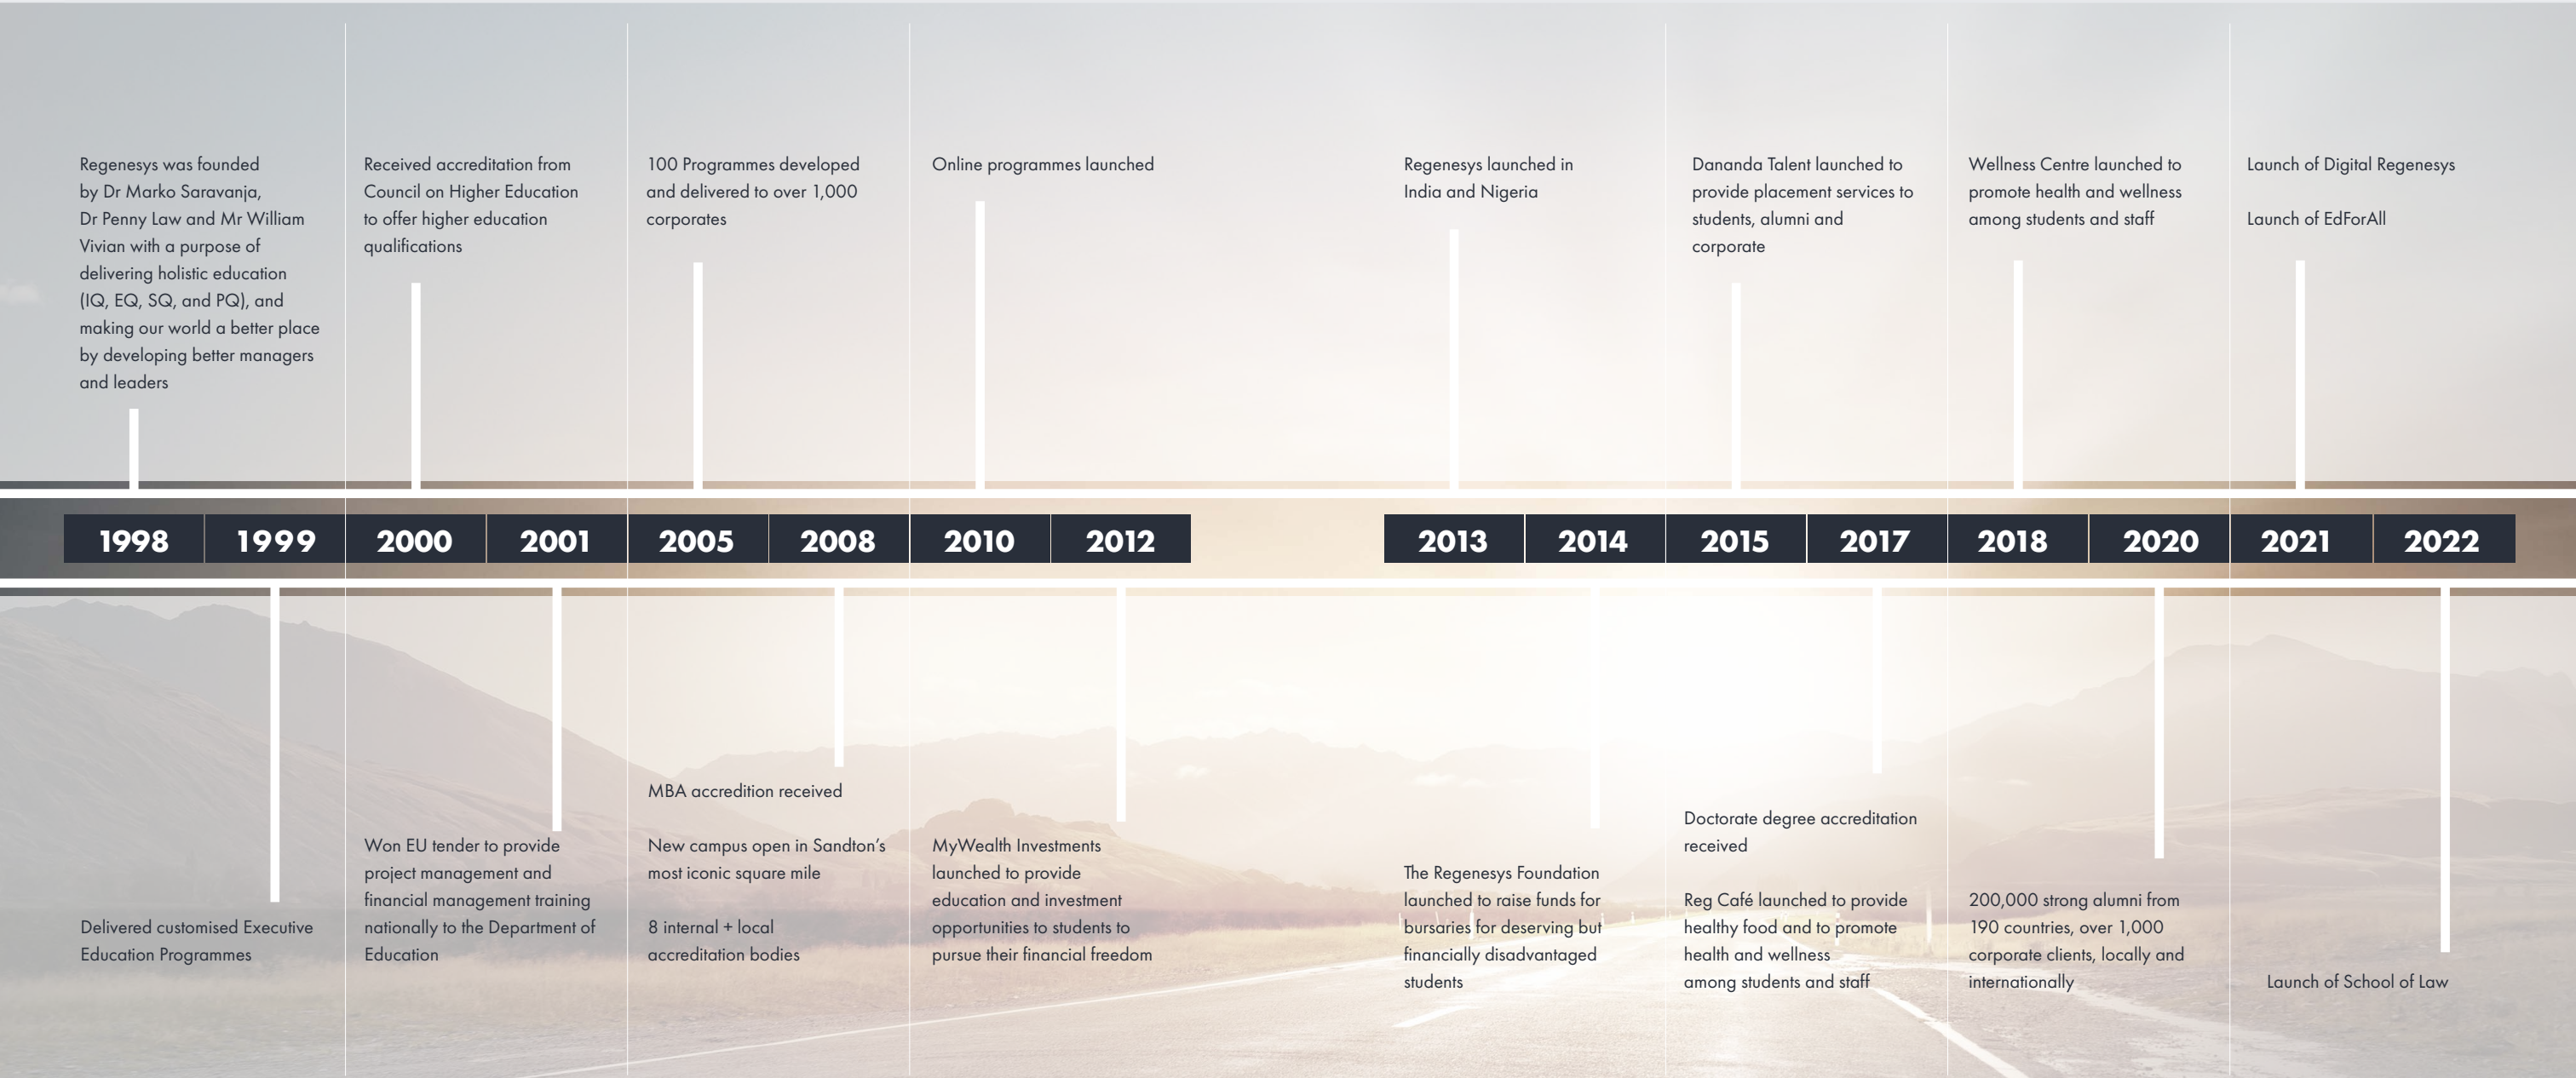 Regenesys was founded
by Dr Marko Saravanja,
Dr Penny Law and Mr William
Vivian with a purpose of
delivering holistic education
(IQ, EQ, SQ, and PQ), and
making our world a better place
by developing better managers
and leaders
Received accreditation from
Council on Higher Education
to offer higher education
qualifications
100 Programmes developed
and delivered to over 1,000
corporates
Online programmes launched
Regenesys launched in
India and Nigeria
Dananda Talent launched to
provide placement services to
students, alumni and
corporate
Wellness Centre launched to
promote health and wellness
among students and staff
Launch of Digital Regenesys
Launch of EdForAll
1998 1999 2000 2001 2005 2008 2010 2012 2013 2014 2015 2017 2018 2020 2021 2022
Delivered customised Executive
Education Programmes
Won EU tender to provide
project management and
financial management training
nationally to the Department of
Education
MBA accredition received
New campus open in Sandton’s
most iconic square mile
8 internal + local
accreditation bodies
MyWealth Investments
launched to provide
education and investment
opportunities to students to
pursue their financial freedom
The Regenesys Foundation
launched to raise funds for
bursaries for deserving but
financially disadvantaged
students
Doctorate degree accreditation
received
Reg Café launched to provide
healthy food and to promote
health and wellness
among students and staff
200,000 strong alumni from
190 countries, over 1,000
corporate clients, locally and
internationally
Launch of School of Law